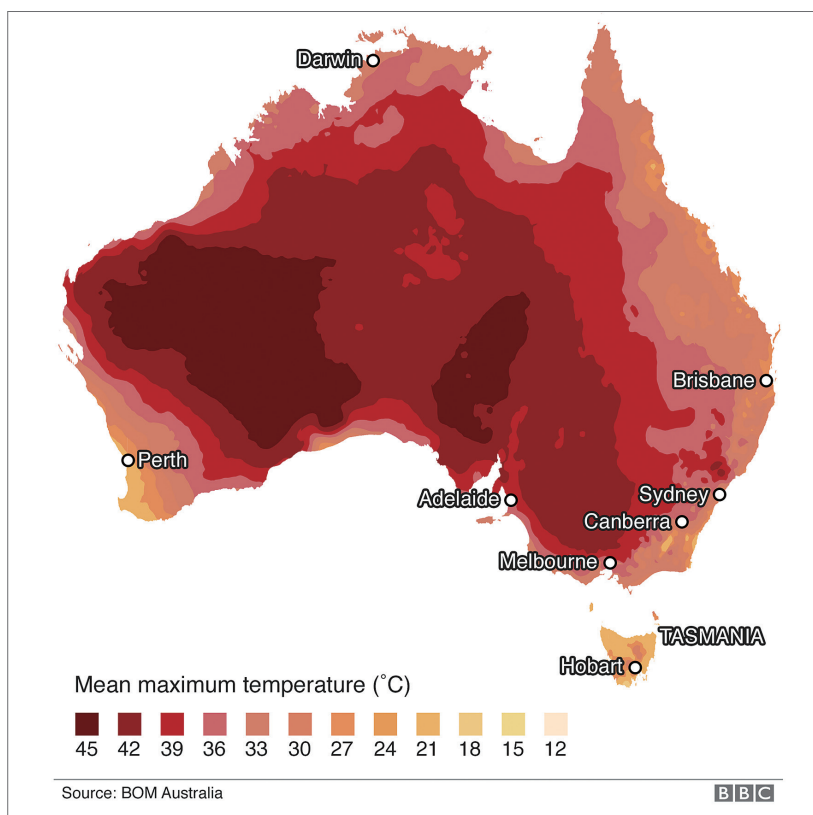 Darwin
Brisbane
Perth
Sydney
Adelaide
Canberra
Melbourne
TASMANIA
Hobart
Mean maximum temperature (˚C)
45 42 39 36 33 30 27 24 21 18 15 12
Source: BOM Australia BBC